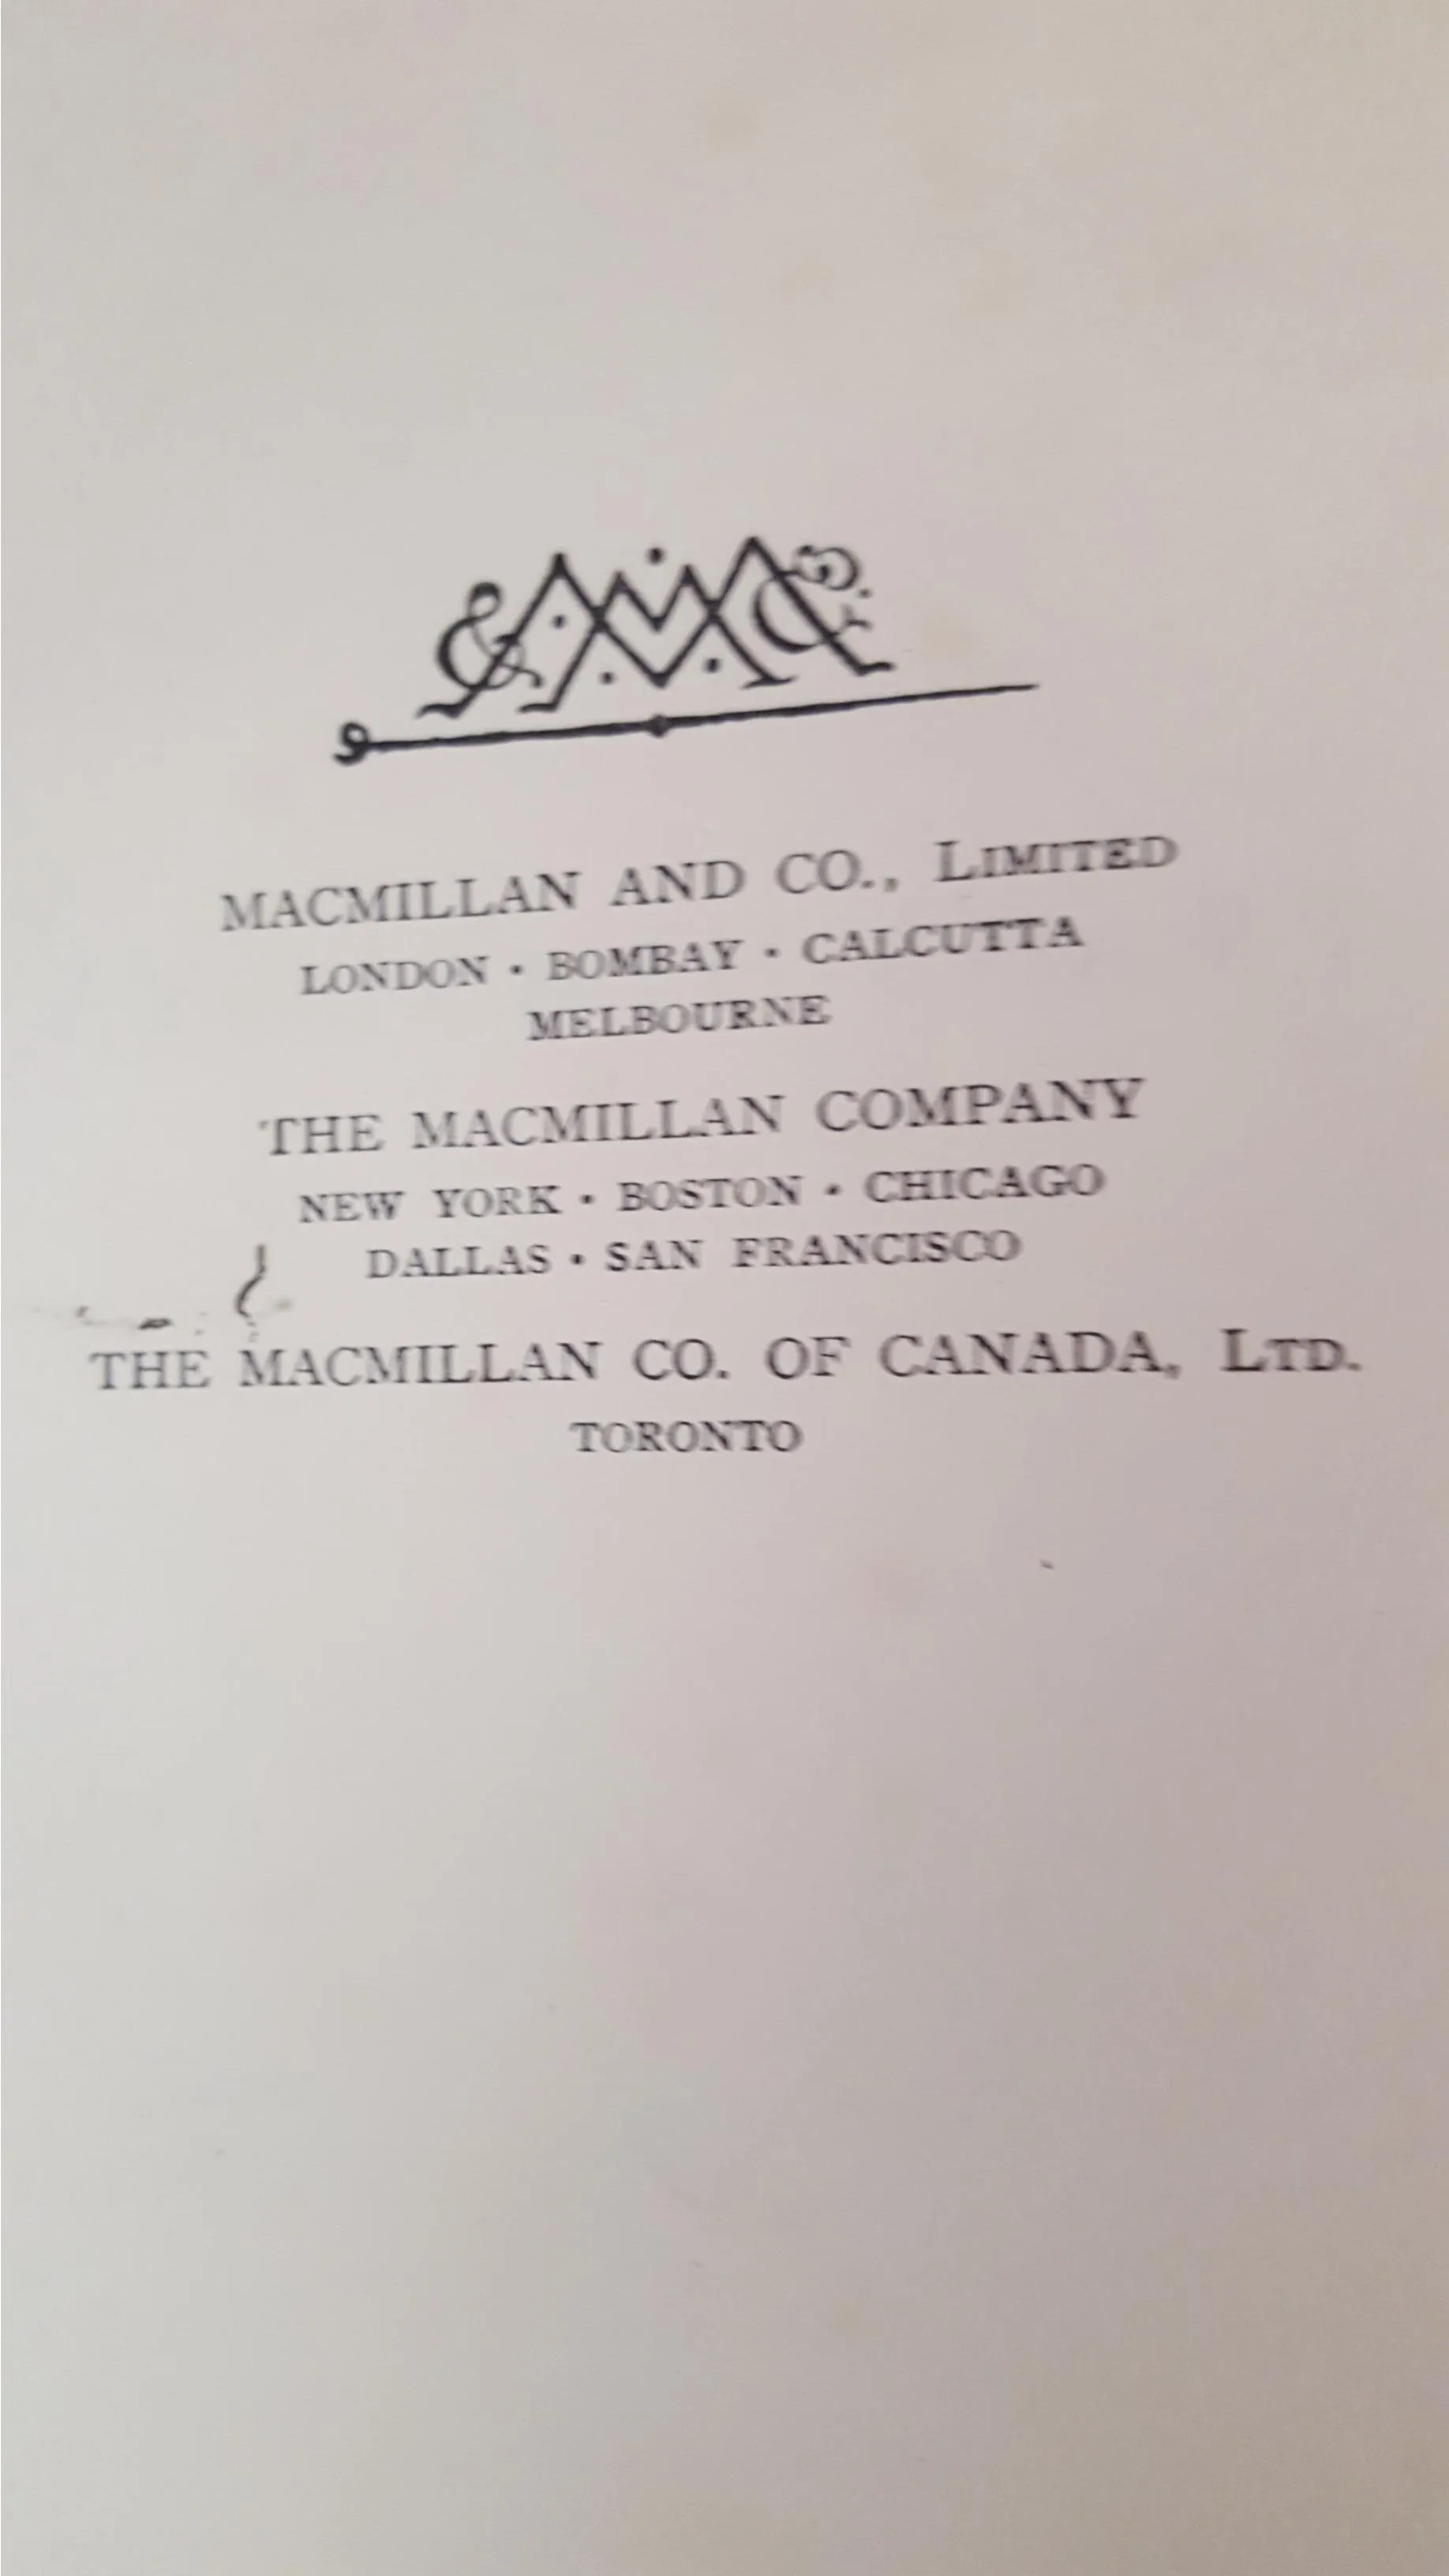 MACMILLAN AND CO., LIMITED
LONDON • BOMBAY • CALCUTTA
MELBOURNE
THE MACMILLAN COMPANY
NEW YORK • BOSTON • CHICAGO
DALLAS • SAN FRANCISCO
THE MACMILLAN CO. OF CANADA, LTD.
TORONTO